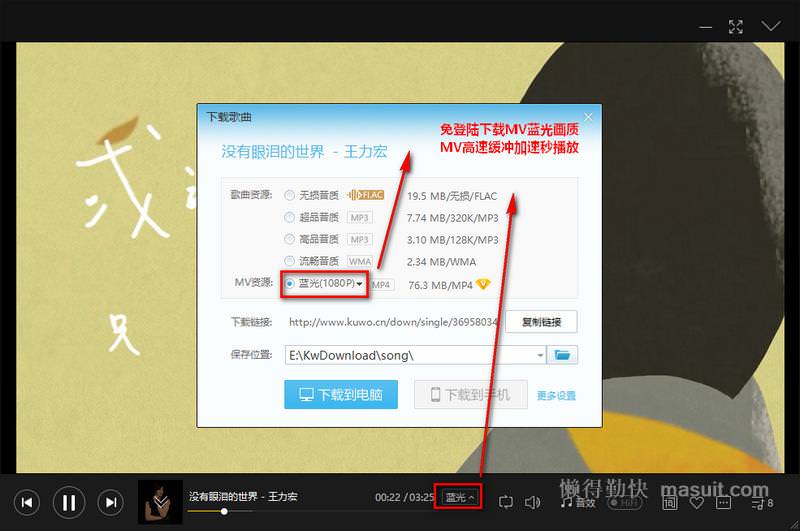 下载歌曲
免登陆下载MV蓝光画质
MV高速缓冲加速秒播放
没有眼泪的世界 - 王力宏
歌曲资源: 无损音质 FLAC 19.5 MB/无损/FLAC
超品音质 MP3 7.74 MB/320K/MP3
高品音质 MP3 3.10 MB/128K/MP3
流畅音质 WMA 2.34 MB/WMA
MV资源: 蓝光(1080P) MP4 76.3 MB/MP4
下载链接: http://www.kuwo.cn/down/single/36958034 复制链接
保存位置: E:\KwDownload\song\
下载到电脑 下载到手机 更多设置
我
兄
没有眼泪的世界 - 王力宏
00:22 / 03:25 蓝光 音效 HiFi 词 8
懒得勤快 masuit.com